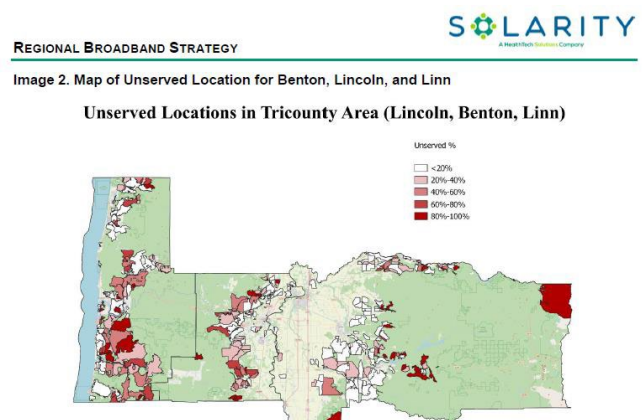 SOLARITY
A HealthTech Solutions Company
REGIONAL BROADBAND STRATEGY
Image 2. Map of Unserved Location for Benton, Lincoln, and Linn
Unserved Locations in Tricounty Area (Lincoln, Benton, Linn)
Unserved %
<20%
20%-40%
40%-60%
60%-80%
80%-100%